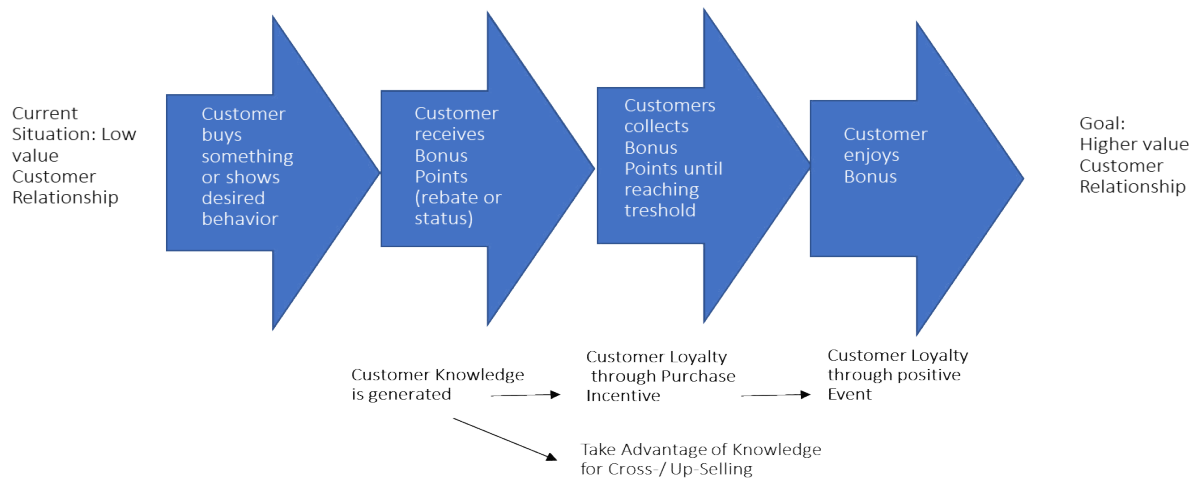 Current
Situation: Low
value
Customer
Relationship
Customer
buys
something
or shows
desired
behavior
Customer
receives
Bonus
Points
(rebate or
status)
Customers
collects
Bonus
Points until
reaching
treshold
Customer
enjoys
Bonus
Goal:
Higher value
Customer
Relationship
Customer Knowledge
is generated
Customer Loyalty
through Purchase
Incentive
Customer Loyalty
through positive
Event
Take Advantage of Knowledge
for Cross-/ Up-Selling